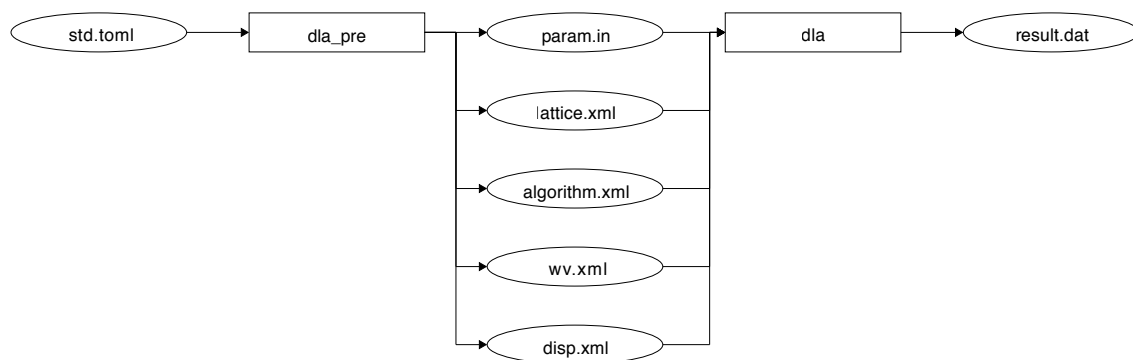 std.toml
dla_pre
param.in
dla
result.dat
lattice.xml
algorithm.xml
wv.xml
disp.xml